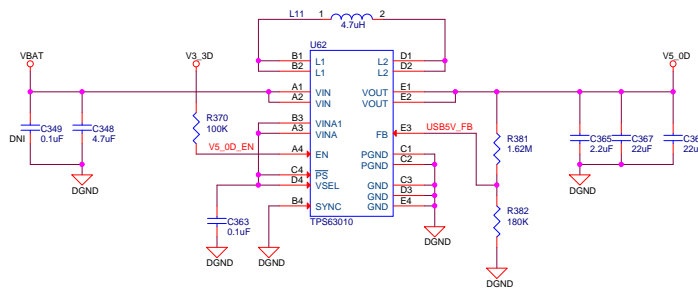 L11 1 2
4.7uH
U62
VBAT V3_3D V5_0D
B1 L1 L2 D1
B2 L1 L2 D2
A1 VIN VOUT E1
A2 VIN VOUT E2
B3 VINA1
A3 VINA FB E3 USB5V_FB
C349
0.1uF
DNI
C348
4.7uF
R370
100K
R381
1.62M
C365
2.2uF
C367
22uF
C36
22u
V5_0D_EN A4 EN
PGND C1
PGND C2
C4 PS
D4 VSEL
GND C3
GND D3
GND E4
B4 SYNC
TPS63010
C363
0.1uF
R382
180K
DGND
DGND
DGND
DGND
DGND
DGND